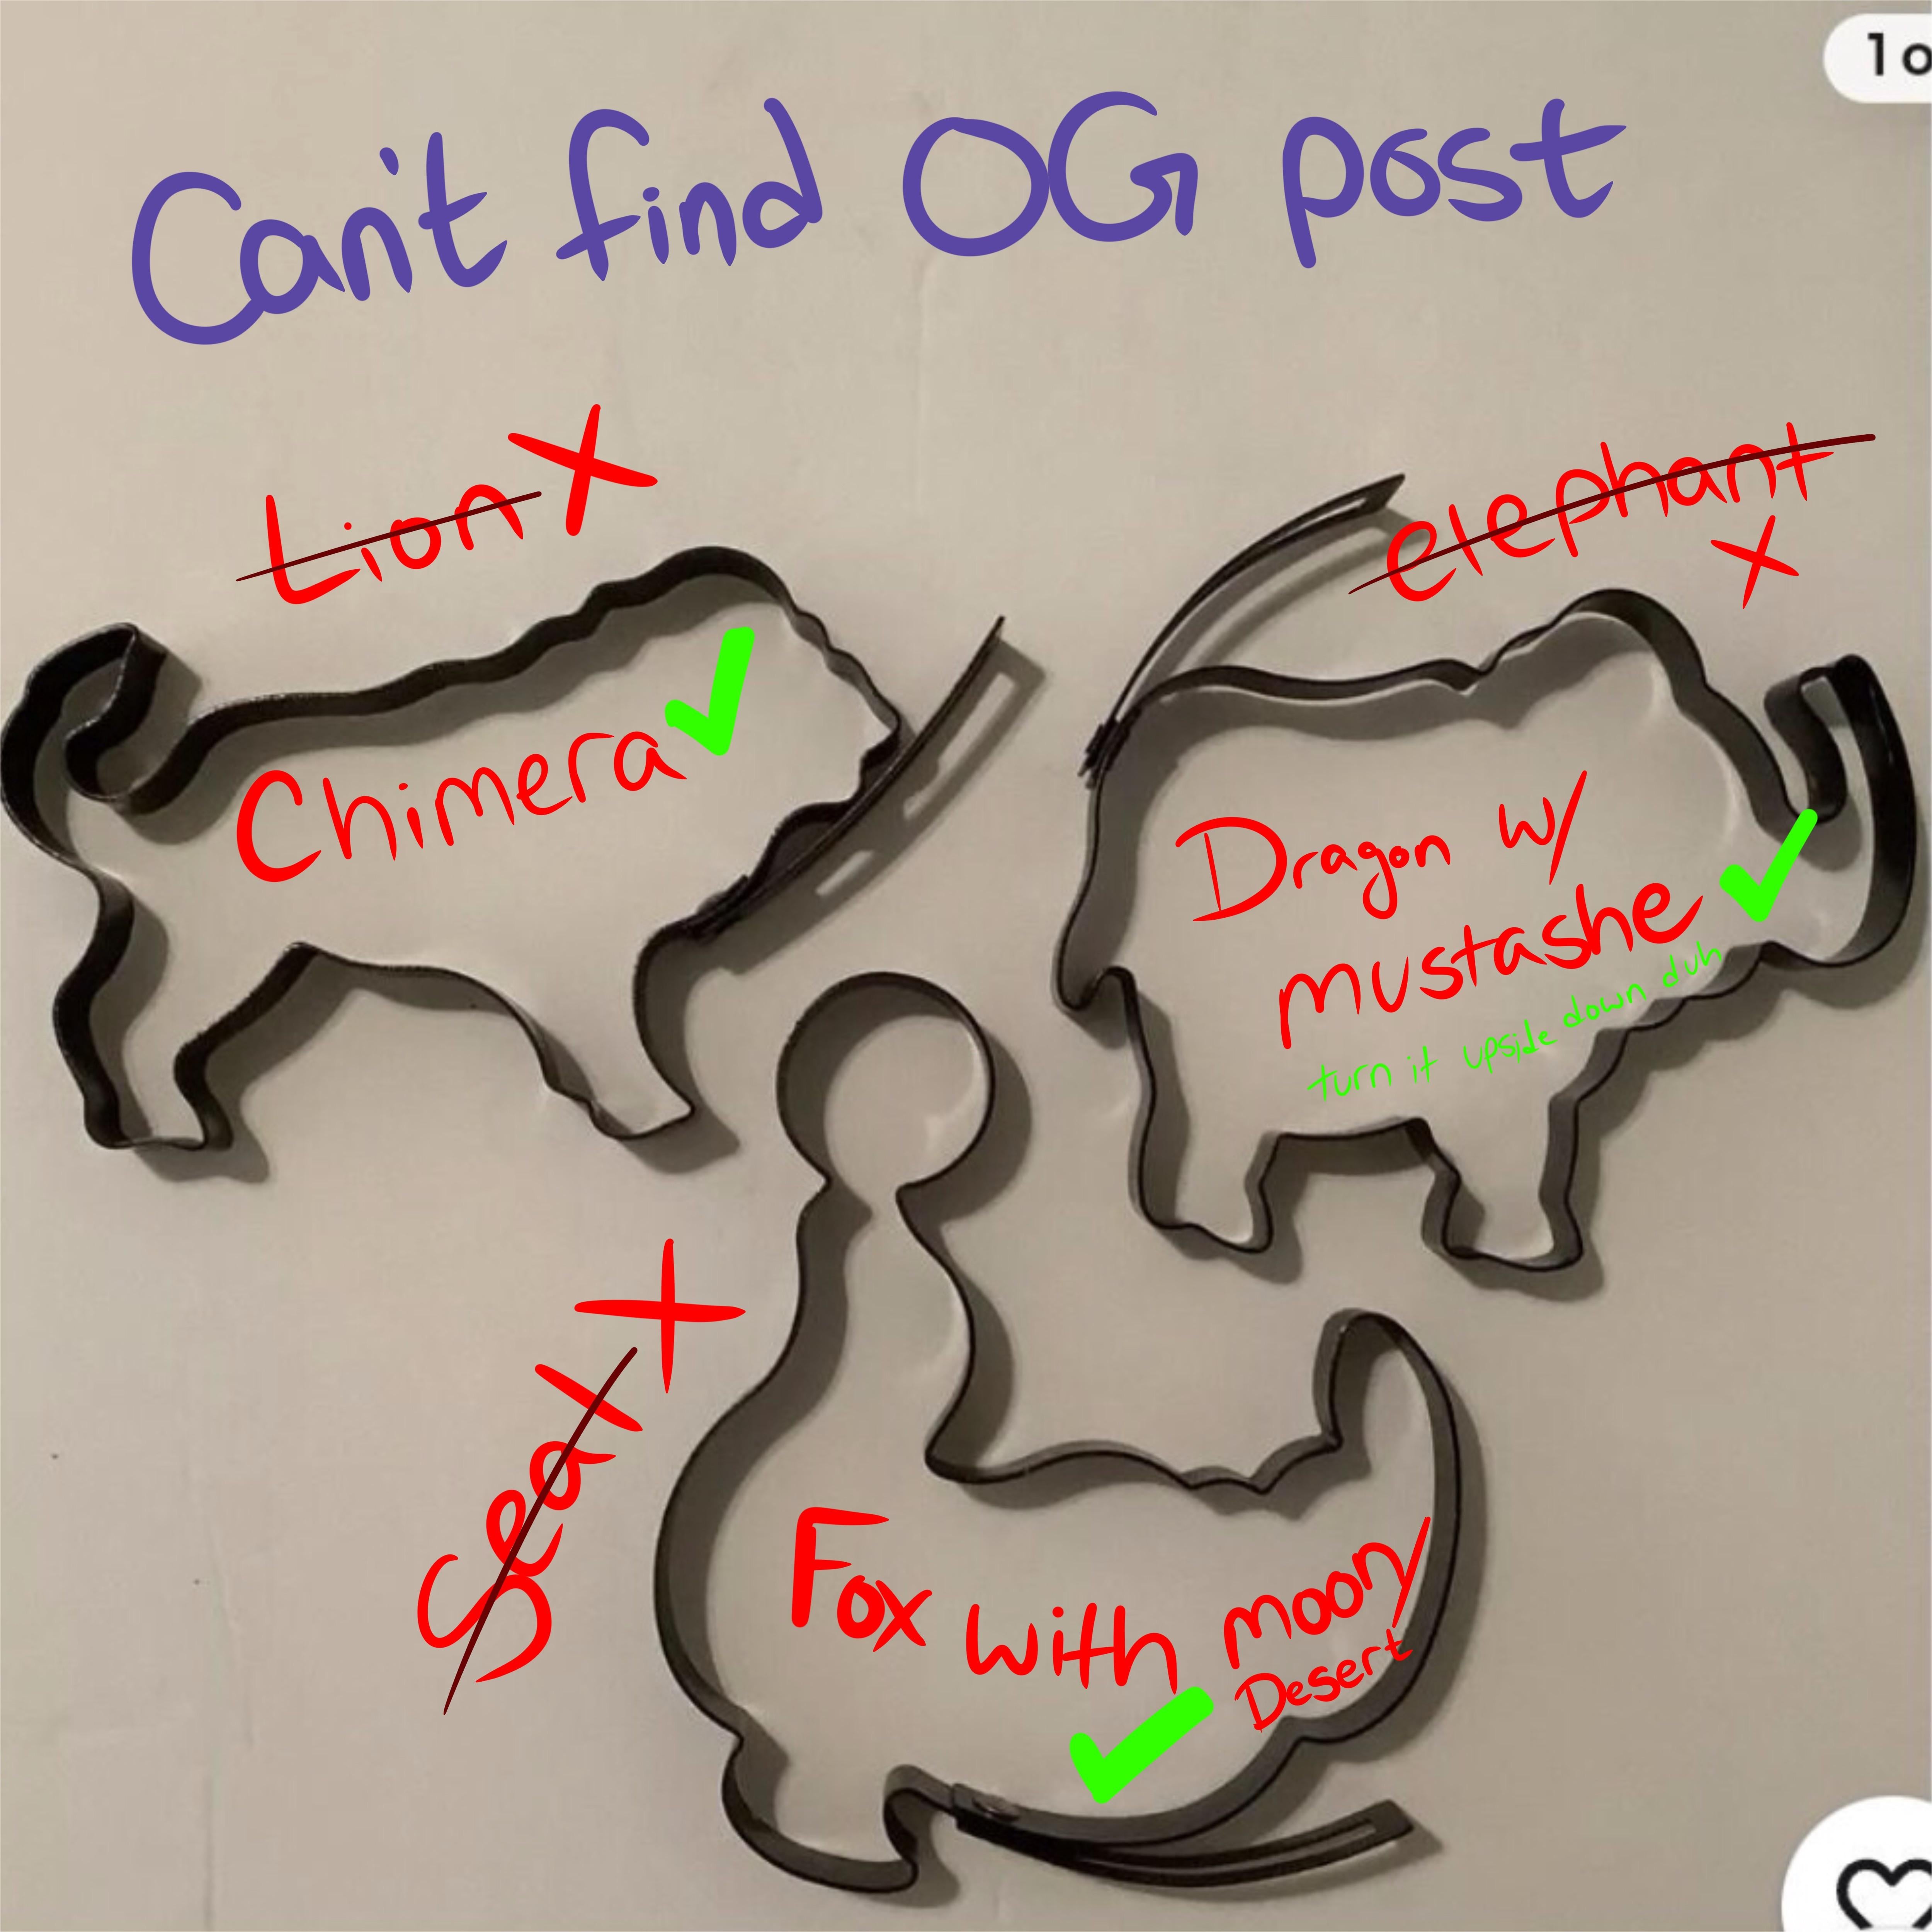 1 o
Can't find OG post
Lion X
elephant
X
Chimera
Dragon w/
mustashe
turn it upside down duh
Seal X
Fox with moon/
Desert